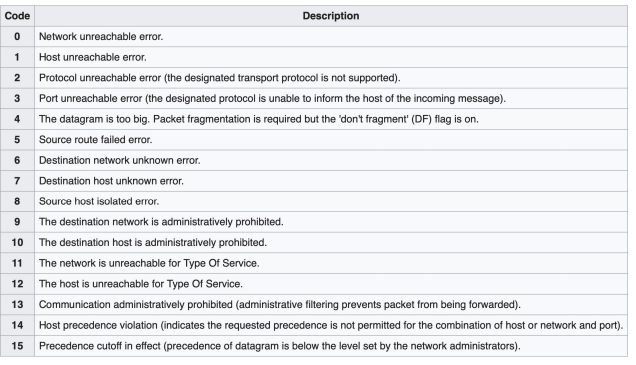 Code Description
0 Network unreachable error.
1 Host unreachable error.
2 Protocol unreachable error (the designated transport protocol is not supported).
3 Port unreachable error (the designated protocol is unable to inform the host of the incoming message).
4 The datagram is too big. Packet fragmentation is required but the 'don't fragment' (DF) flag is on.
5 Source route failed error.
6 Destination network unknown error.
7 Destination host unknown error.
8 Source host isolated error.
9 The destination network is administratively prohibited.
10 The destination host is administratively prohibited.
11 The network is unreachable for Type Of Service.
12 The host is unreachable for Type Of Service.
13 Communication administratively prohibited (administrative filtering prevents packet from being forwarded).
14 Host precedence violation (indicates the requested precedence is not permitted for the combination of host or network and port).
15 Precedence cutoff in effect (precedence of datagram is below the level set by the network administrators).